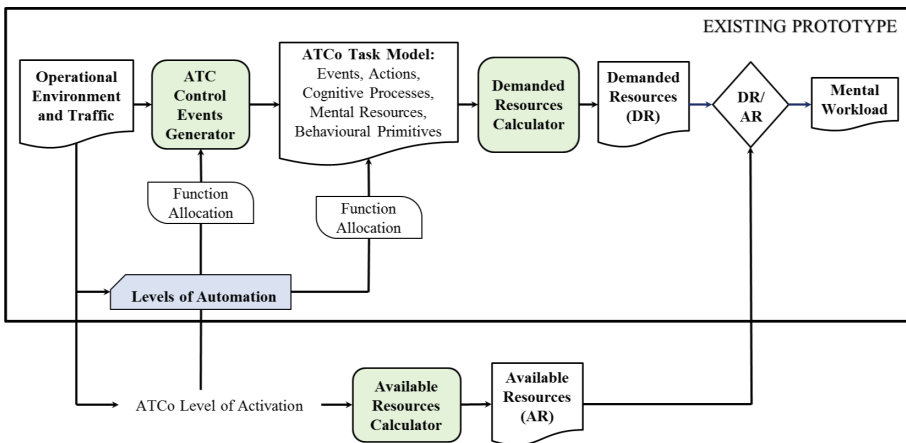 EXISTING PROTOTYPE
Operational
Environment
and Traffic
ATC
Control
Events
Generator
ATCo Task Model:
Events, Actions,
Cognitive Processes,
Mental Resources,
Behavioural Primitives
Demanded
Resources
Calculator
Demanded
Resources
(DR)
DR/
AR
Mental
Workload
Function
Allocation
Function
Allocation
Levels of Automation
ATCo Level of Activation
Available
Resources
Calculator
Available
Resources
(AR)